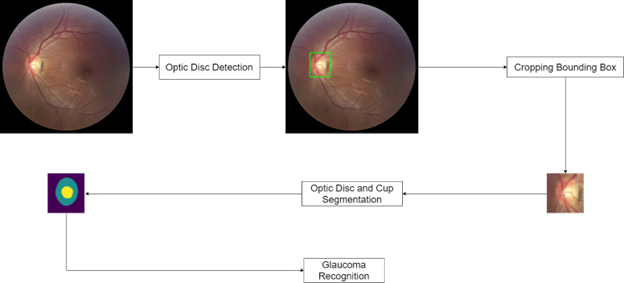 Optic Disc Detection
Cropping Bounding Box
Optic Disc and Cup
Segmentation
Glaucoma
Recognition